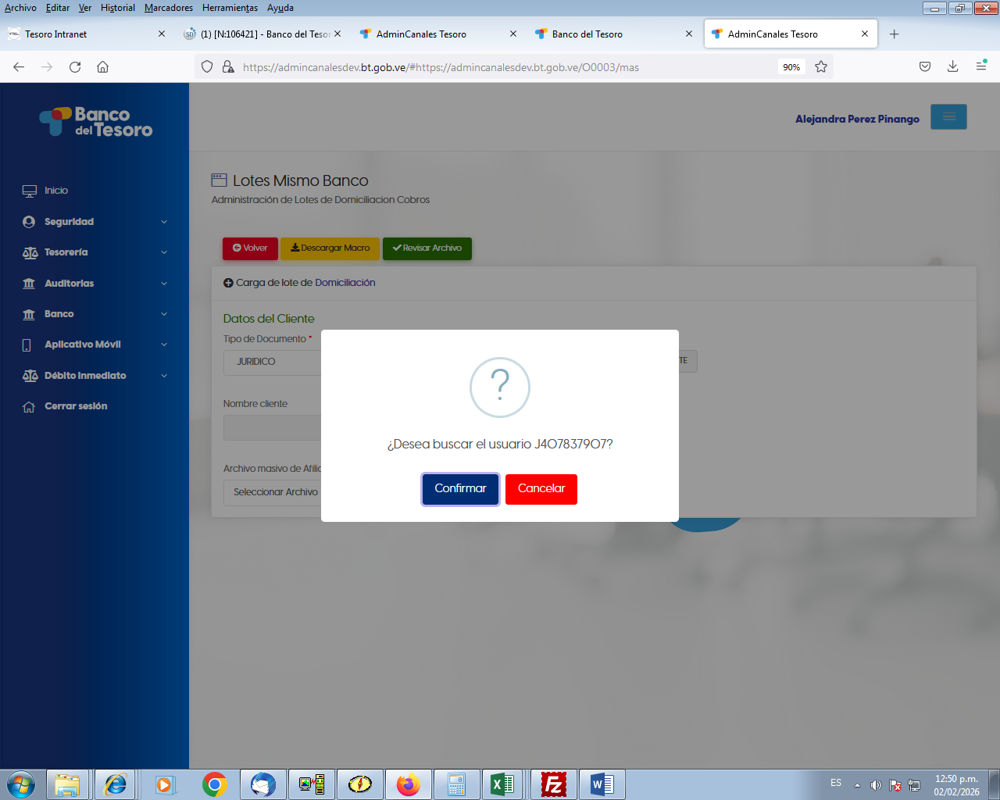 Archivo Editar Ver Historial Marcadores Herramientas Ayuda
Tesoro Intranet
(1) [N:106421] - Banco del Tesor
AdminCanales Tesoro
Banco del Tesoro
AdminCanales Tesoro
https://admincanalesdev.bt.gob.ve/#https://admincanalesdev.bt.gob.ve/O0003/mas
90%
Banco
del Tesoro
Alejandra Perez Pinango
Inicio
Seguridad
Tesorería
Auditorias
Banco
Aplicativo Móvil
Débito Inmediato
Cerrar sesión
Lotes Mismo Banco
Administración de Lotes de Domiciliacion Cobros
Volver
Descargar Macro
Revisar Archivo
Carga de lote de Domiciliación
Datos del Cliente
Tipo de Documento *
JURIDICO
TE
Nombre cliente
Archivo masivo de Afilia
Seleccionar Archivo
¿Desea buscar el usuario J407837907?
Confirmar
Cancelar
ES
12:50 p.m.
02/02/2026